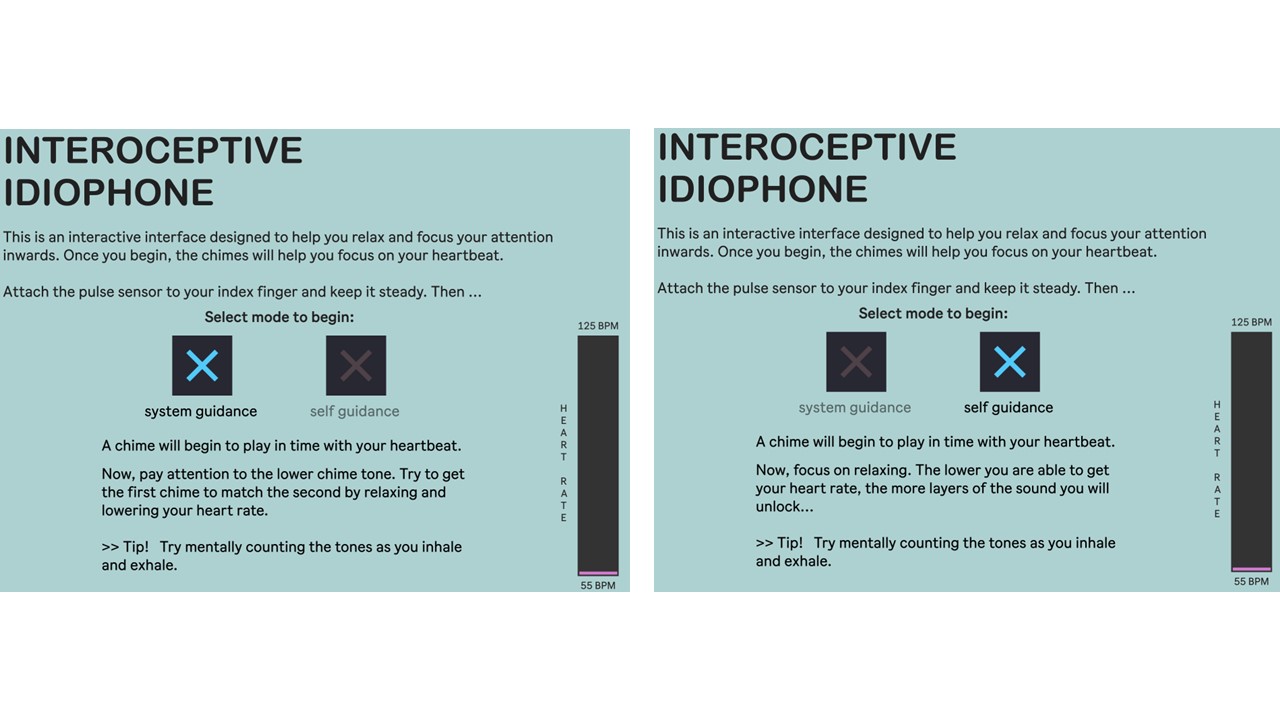 INTEROCEPTIVE
IDIOPHONE
This is an interactive interface designed to help you relax and focus your attention
inwards. Once you begin, the chimes will help you focus on your heartbeat.
Attach the pulse sensor to your index finger and keep it steady. Then ...
Select mode to begin:
system guidance
self guidance
A chime will begin to play in time with your heartbeat.
Now, pay attention to the lower chime tone. Try to get
the first chime to match the second by relaxing and
lowering your heart rate.
>> Tip! Try mentally counting the tones as you inhale
and exhale.
125 BPM
HEART RATE
55 BPM
INTEROCEPTIVE
IDIOPHONE
This is an interactive interface designed to help you relax and focus your attention
inwards. Once you begin, the chimes will help you focus on your heartbeat.
Attach the pulse sensor to your index finger and keep it steady. Then ...
Select mode to begin:
system guidance
self guidance
A chime will begin to play in time with your heartbeat.
Now, focus on relaxing. The lower you are able to get
your heart rate, the more layers of the sound you will
unlock...
>> Tip! Try mentally counting the tones as you inhale
and exhale.
125 BPM
HEART RATE
55 BPM